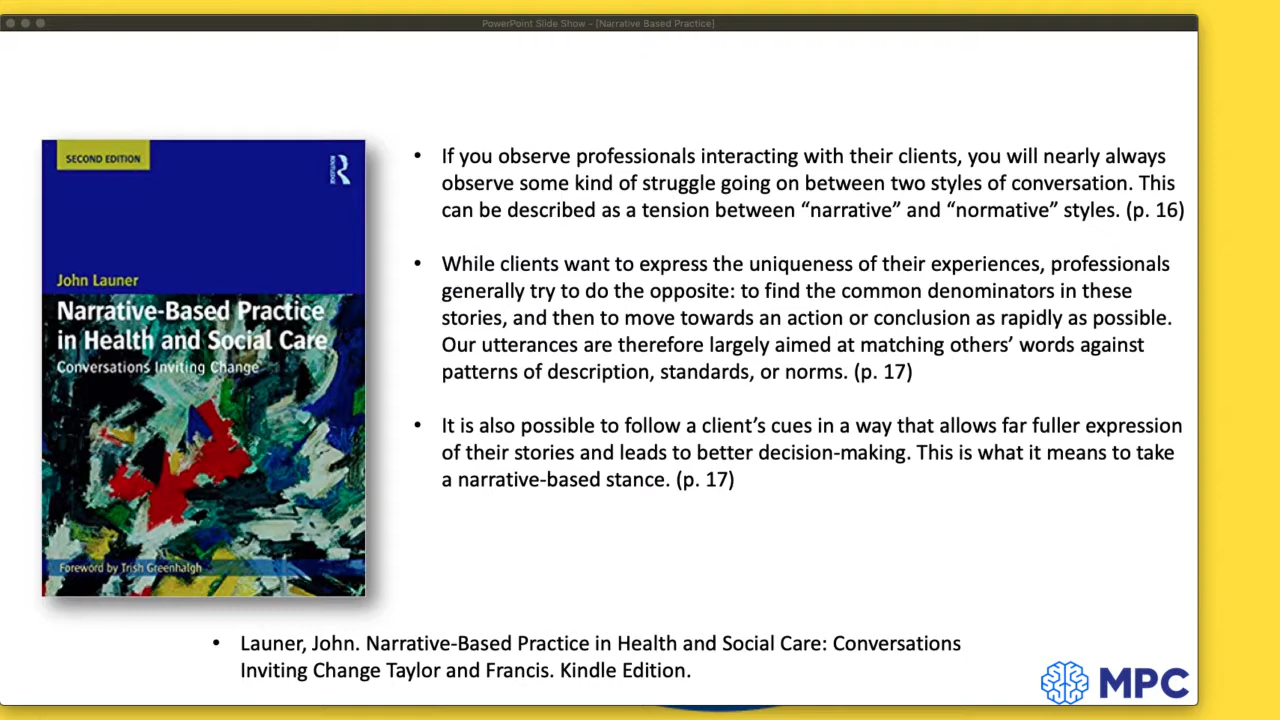 PowerPoint Slide Show - [Narrative Based Practice]
SECOND EDITION
ROUTLEDGE
John Launer
Narrative-Based Practice
in Health and Social Care
Conversations Inviting Change
Foreword by Trish Greenhalgh
• If you observe professionals interacting with their clients, you will nearly always
observe some kind of struggle going on between two styles of conversation. This
can be described as a tension between “narrative” and “normative” styles. (p. 16)
• While clients want to express the uniqueness of their experiences, professionals
generally try to do the opposite: to find the common denominators in these
stories, and then to move towards an action or conclusion as rapidly as possible.
Our utterances are therefore largely aimed at matching others’ words against
patterns of description, standards, or norms. (p. 17)
• It is also possible to follow a client’s cues in a way that allows far fuller expression
of their stories and leads to better decision-making. This is what it means to take
a narrative-based stance. (p. 17)
• Launer, John. Narrative-Based Practice in Health and Social Care: Conversations
Inviting Change Taylor and Francis. Kindle Edition.
MPC